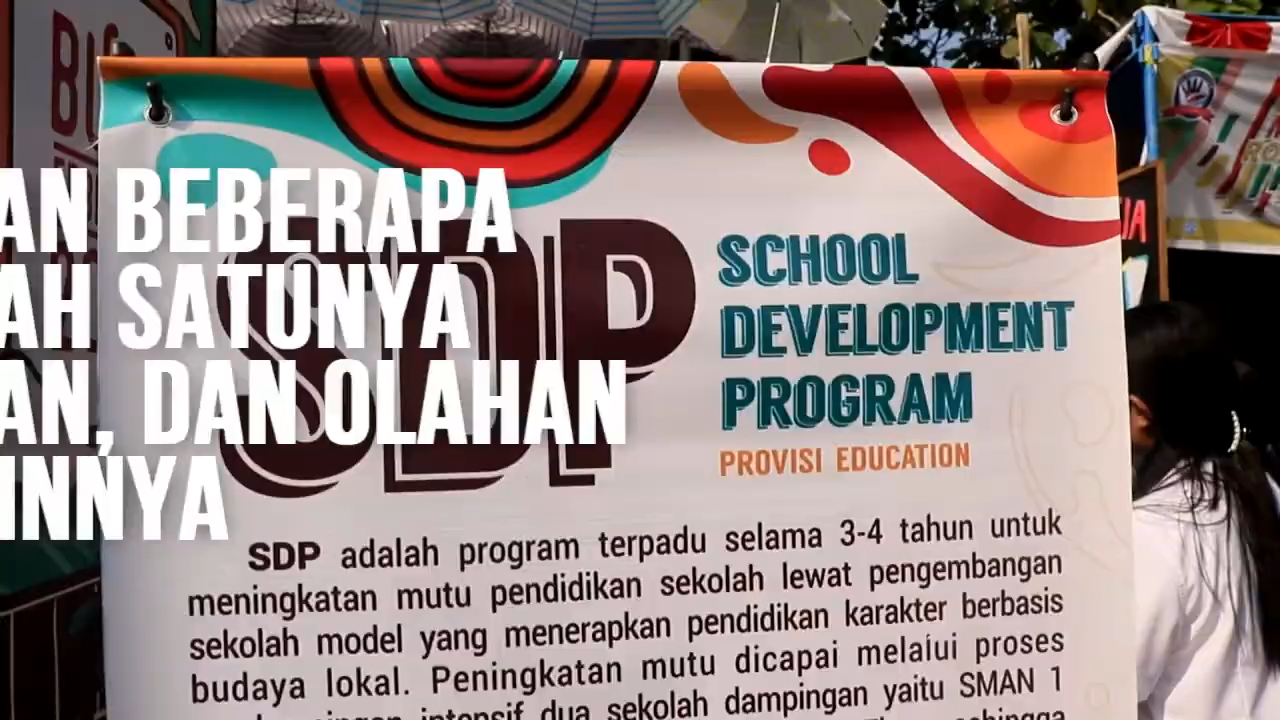 AN BEBERAPA
AH SATUNYA
AN, DAN OLAHAN
INNYA
SDP
SCHOOL
DEVELOPMENT
PROGRAM
PROVISI EDUCATION
SDP adalah program terpadu selama 3-4 tahun untuk
meningkatan mutu pendidikan sekolah lewat pengembangan
sekolah model yang menerapkan pendidikan karakter berbasis
budaya lokal. Peningkatan mutu dicapai melalui proses
intensif dua sekolah dampingan yaitu SMAN 1
sehingga